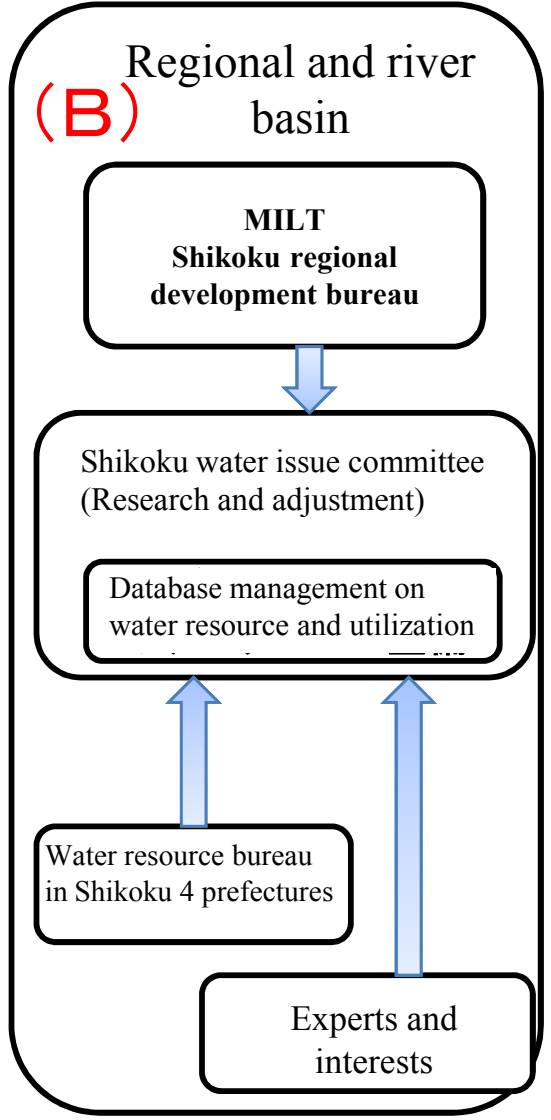 (B)
Regional and river
basin
MILT
Shikoku regional
development bureau
Shikoku water issue committee
(Research and adjustment)
Database management on
water resource and utilization
Water resource bureau
in Shikoku 4 prefectures
Experts and
interests